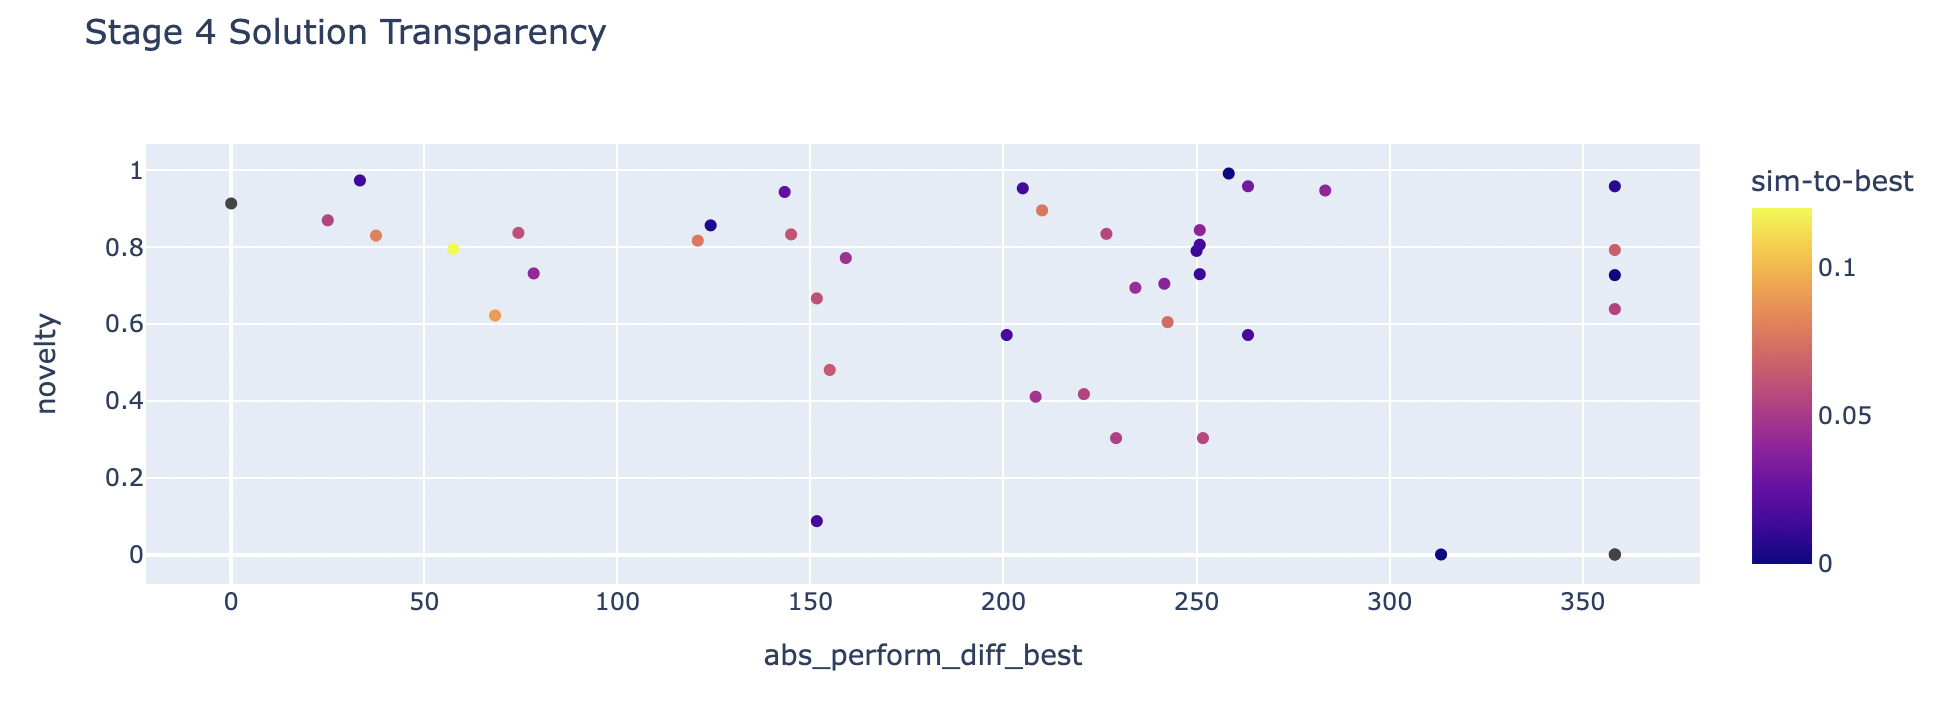 Stage 4 Solution Transparency
sim-to-best
1
0.8
0.6
0.4
0.2
0
novelty
0.1
0.05
0
0 50 100 150 200 250 300 350
abs_perform_diff_best